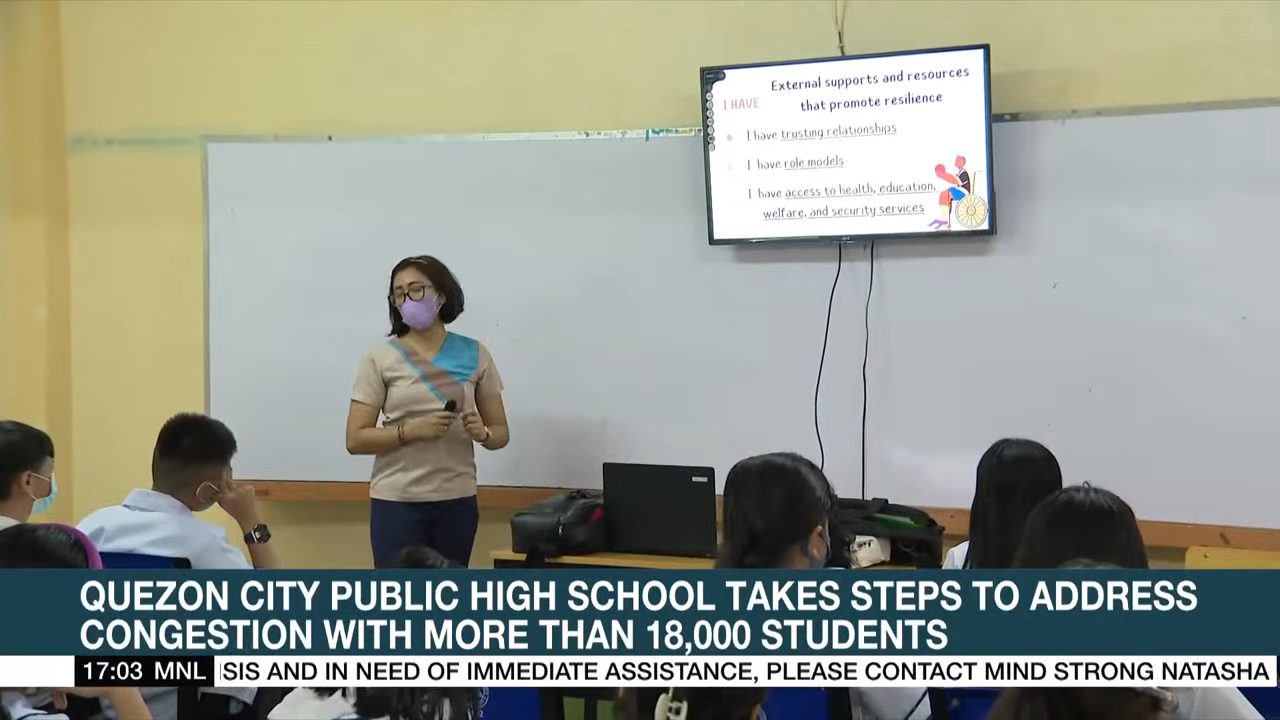 External supports and resources
I HAVE
that promote resilience
I have trusting relationships
I have role models
I have access to health, education,
welfare, and security services
QUEZON CITY PUBLIC HIGH SCHOOL TAKES STEPS TO ADDRESS
CONGESTION WITH MORE THAN 18,000 STUDENTS
17:03 MNL SIS AND IN NEED OF IMMEDIATE ASSISTANCE, PLEASE CONTACT MIND STRONG NATASHA